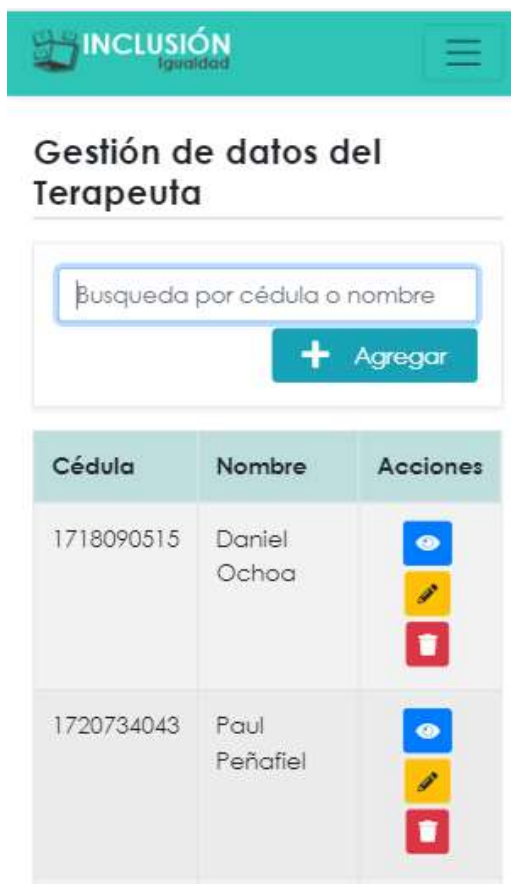 INCLUSIÓN
Igualdad
Gestión de datos del
Terapeuta
Busqueda por cédula o nombre
Agregar
Cédula Nombre Acciones
1718090515 Daniel
Ochoa
1720734043 Paul
Peñafiel